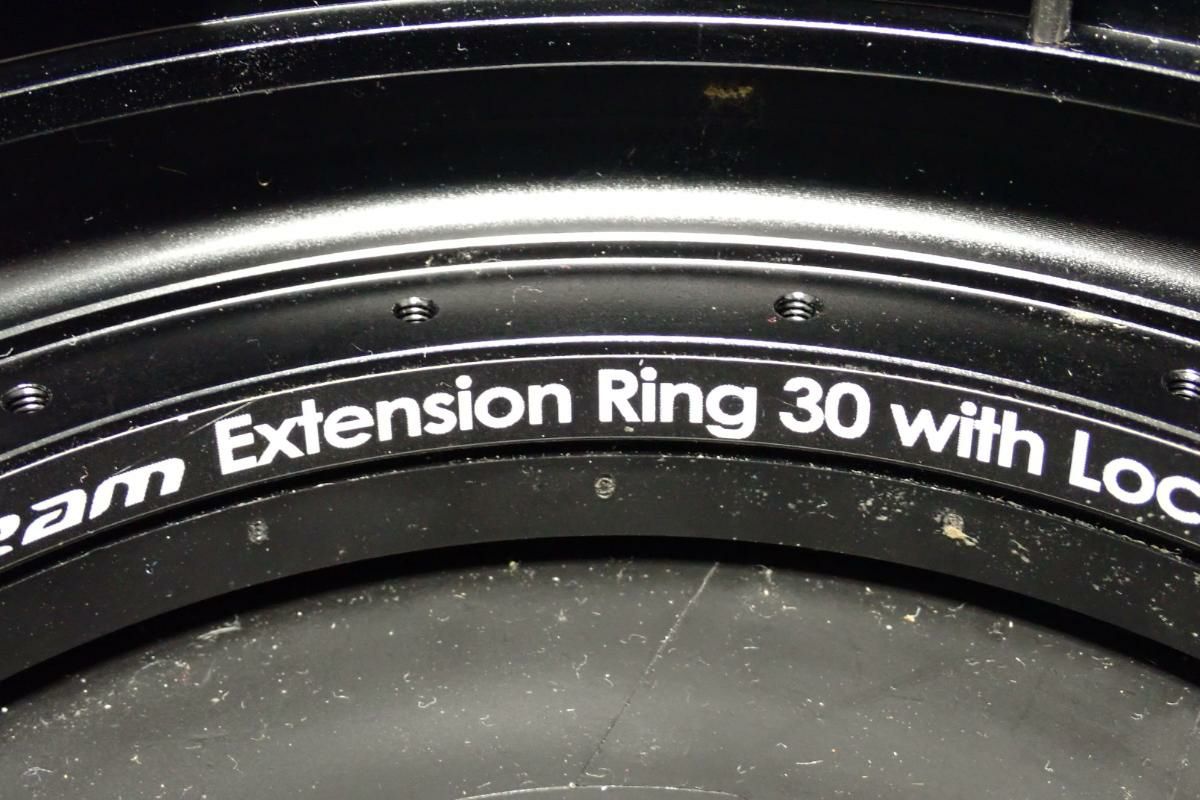 eam Extension Ring 30 with Loc